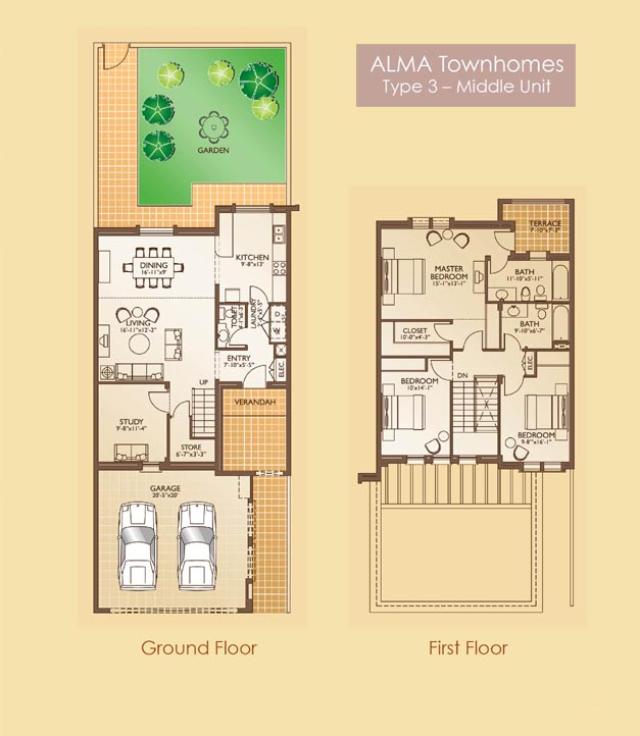 ALMA Townhomes
Type 3 – Middle Unit
GARDEN
KITCHEN
9'-8"x13'
DINING
16'-11"x9'
LIVING
16'-11"x12'-3"
TOILET
LAUNDRY
ENTRY
7'-10"x5'-5"
ELEC.
UP
VERANDAH
STUDY
9'-8"x11'-4"
STORE
6'-7"x3'-3"
GARAGE
20'-5"x20'
Ground Floor
TERRACE
MASTER
BEDROOM
15'-1"x13'-1"
BATH
11'-10"x5'-11"
BATH
9'-10"x6'-7"
CLOSET
10'-0"x4'-3"
ELEC.
BEDROOM
10'x14'-1"
DN
BEDROOM
9'-8"x16'-1"
First Floor